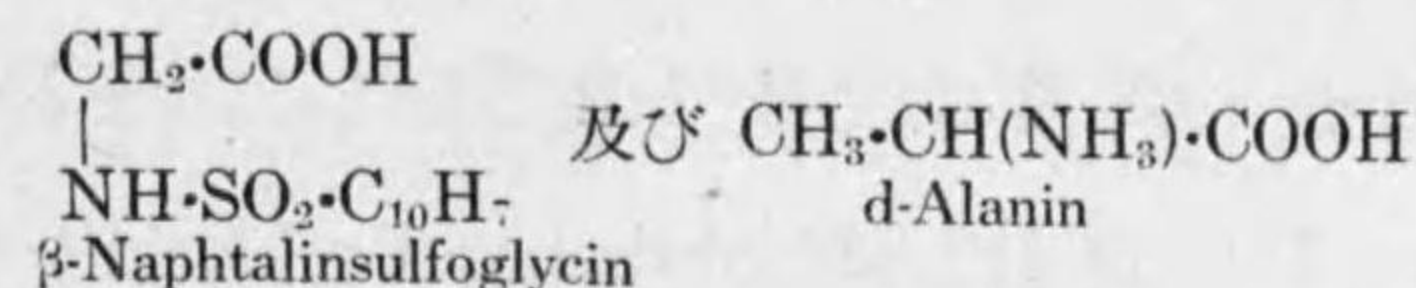 CH₂·COOH
|
NH·SO₂·C₁₀H₇
β-Naphtalinsulfoglycin
及び CH₃·CH(NH₃)·COOH
d-Alanin